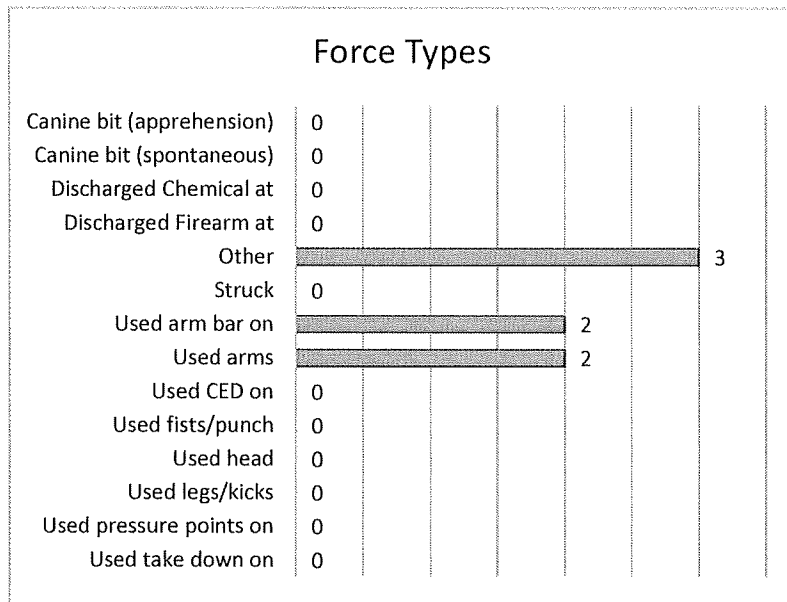 Force Types
Canine bit (apprehension) 0
Canine bit (spontaneous) 0
Discharged Chemical at 0
Discharged Firearm at 0
Other 3
Struck 0
Used arm bar on 2
Used arms 2
Used CED on 0
Used fists/punch 0
Used head 0
Used legs/kicks 0
Used pressure points on 0
Used take down on 0